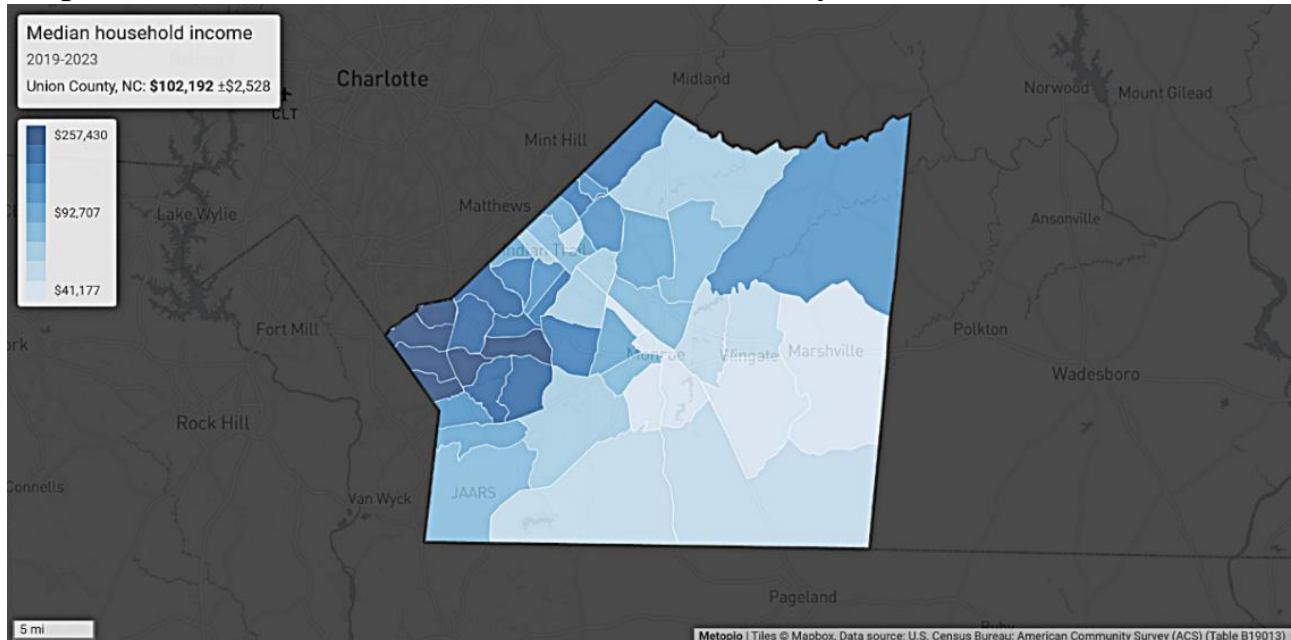 Median household income
2019-2023
Union County, NC: $102,192 ±$2,528
$257,430
$92,707
$41,177
Charlotte
CLT
Midland
Norwood
Mount Gilead
Mint Hill
Matthews
Lake Wylie
Indian Trail
Ansonville
Fort Mill
Polkton
Monroe
Wingate
Marshville
Wadesboro
Rock Hill
JAARS
Van Wyck
Connells
Pageland
5 mi
Metopio | Tiles © Mapbox. Data source: U.S. Census Bureau: American Community Survey (ACS) (Table B19013)